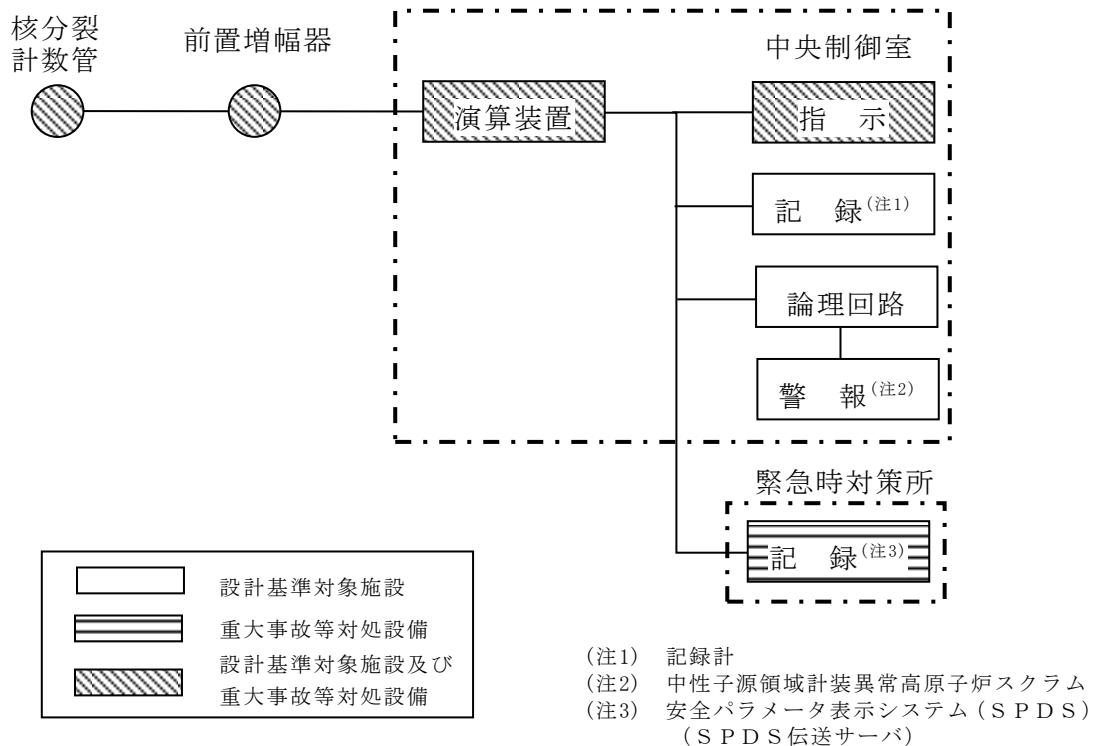 核分裂
計数管
前置増幅器
中央制御室
演算装置
指　示
記　録(注1)
論理回路
警　報(注2)
緊急時対策所
記　録(注3)
設計基準対象施設
重大事故等対処設備
設計基準対象施設及び
重大事故等対処設備
(注1)　記録計
(注2)　中性子源領域計装異常高原子炉スクラム
(注3)　安全パラメータ表示システム（ＳＰＤＳ）
（ＳＰＤＳ伝送サーバ）